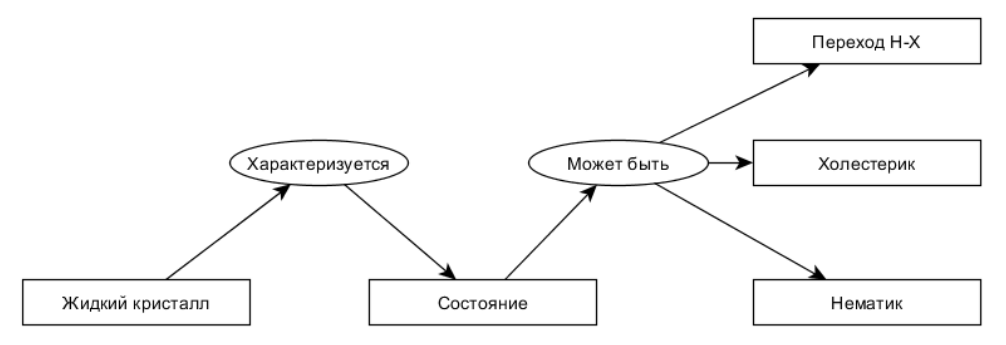 Переход Н-Х
Характеризуется
Может быть
Холестерик
Жидкий кристалл
Состояние
Нематик